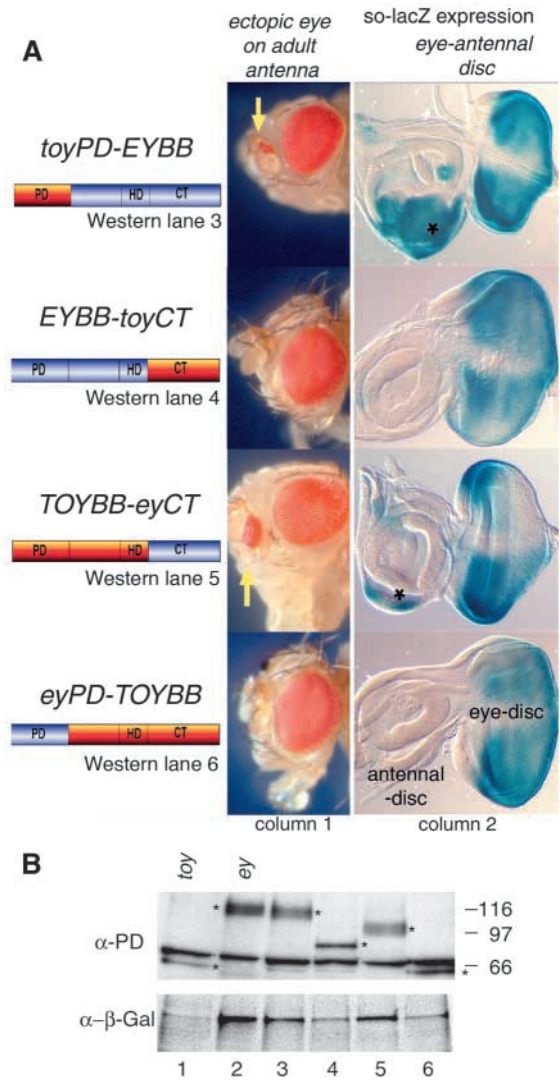 A
ectopic eye
on adult
antenna
so-lacZ expression
eye-antennal
disc
toyPD-EYBB
PD HD CT
Western lane 3
*
EYBB-toyCT
PD HD CT
Western lane 4
TOYBB-eyCT
PD HD CT
Western lane 5
*
eyPD-TOYBB
PD HD CT
Western lane 6
eye-disc
antennal
-disc
column 1
column 2
B
toy ey
α-PD
* * * * * *
–116
97
– 66
α–β-Gal
1 2 3 4 5 6